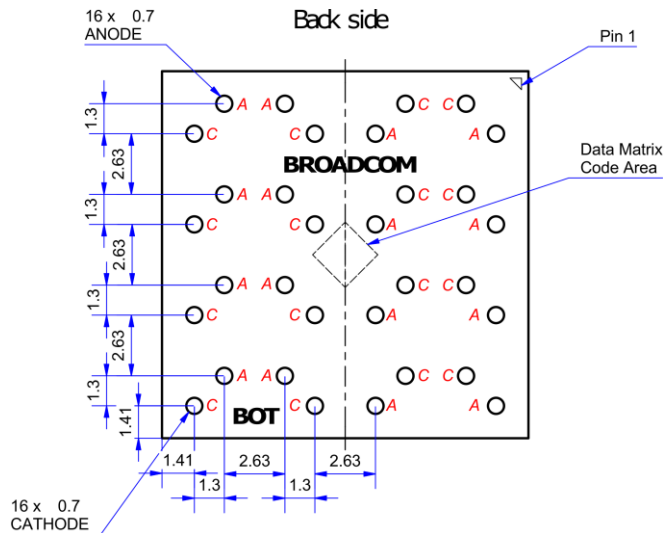 16 x 0.7
ANODE
Back side
Pin 1
A A C C
1.3
C C A A
BROADCOM
Data Matrix
Code Area
2.63
A A C C
1.3
C C A A
2.63
A A C C
1.3
C C A A
2.63
A A C C
1.3
C C A A
BOT
1.41
1.41 2.63 2.63
1.3 1.3
16 x 0.7
CATHODE